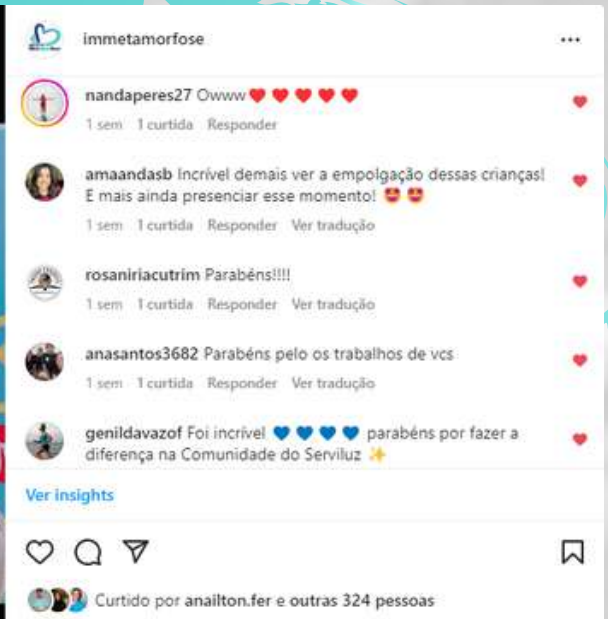 immetamorfose
nandaperes27 Owww❤️❤️❤️❤️❤️
1 sem 1 curtida Responder
amaandasb Incrível demais ver a empolgação dessas crianças!
E mais ainda presenciar esse momento! 🤩🤩
1 sem 1 curtida Responder Ver tradução
rosaniriacutrim Parabéns!!!!
1 sem 1 curtida Responder Ver tradução
anasantos3682 Parabéns pelo os trabalhos de vcs
1 sem 1 curtida Responder Ver tradução
genildavazof Foi incrível 💙💙💙💙 parabéns por fazer a
diferença na Comunidade do Serviluz ✨
Ver insights
Curtido por anailton.fer e outras 324 pessoas